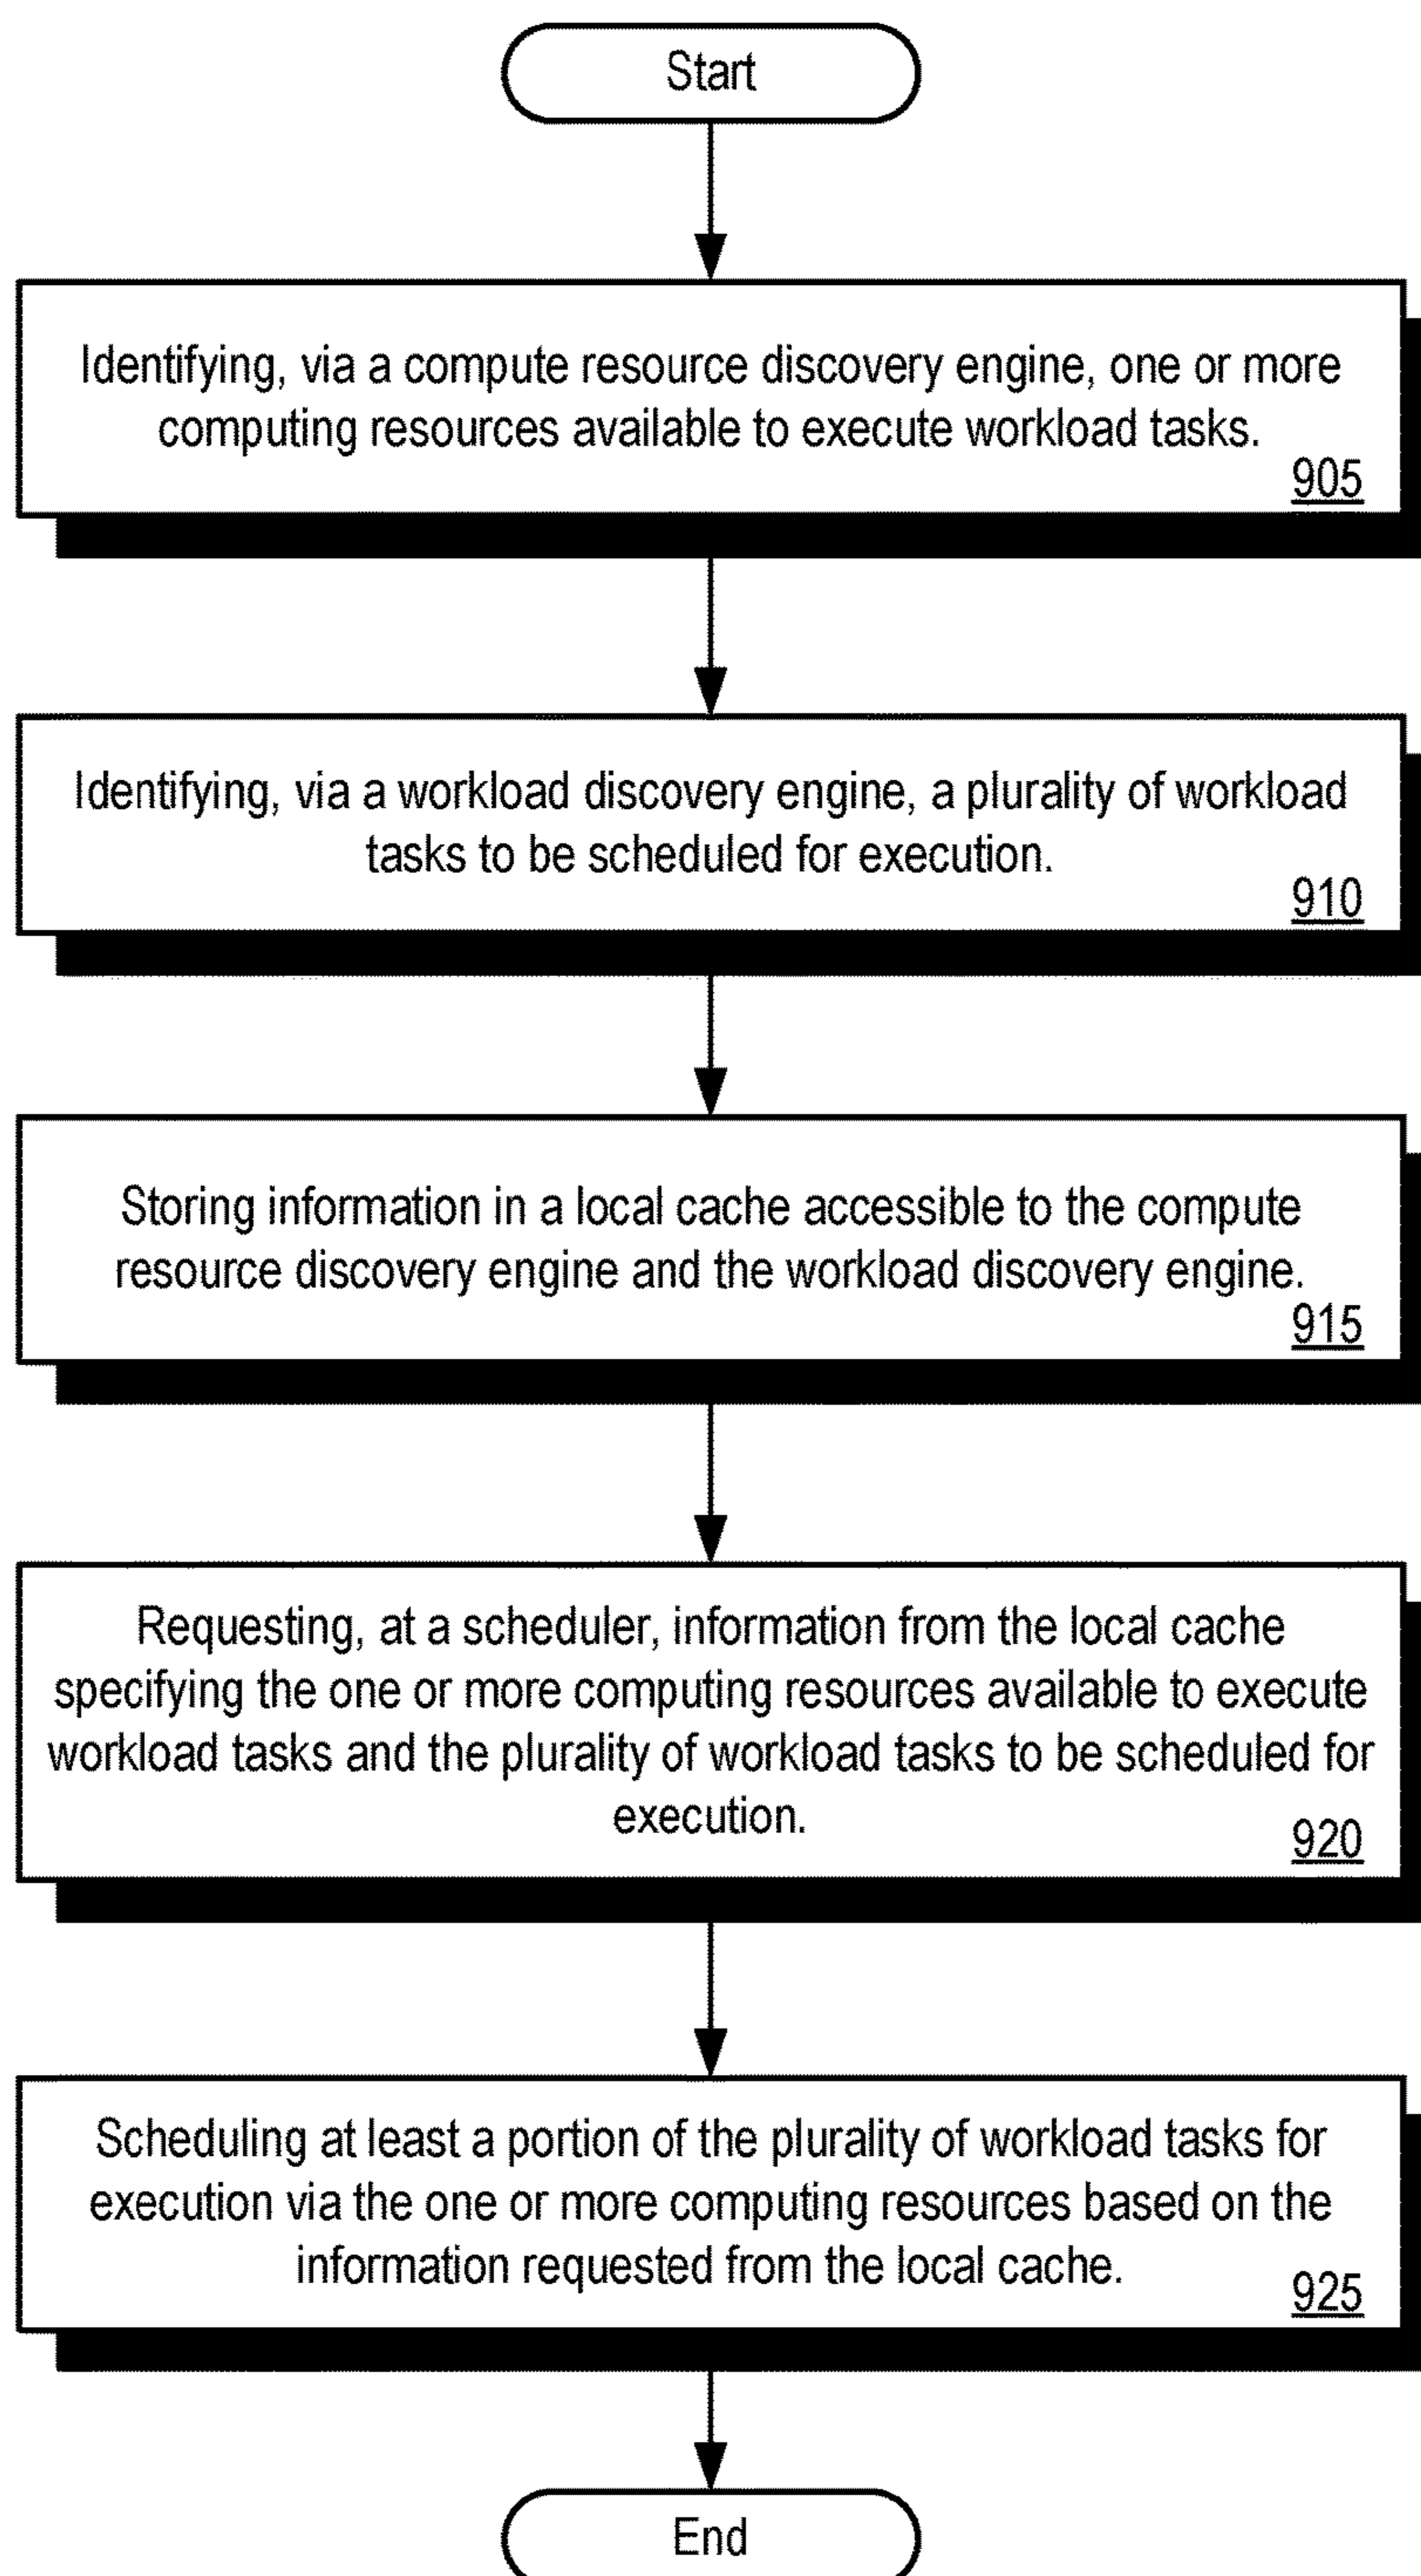 Start
Identifying, via a compute resource discovery engine, one or more
computing resources available to execute workload tasks.
905
Identifying, via a workload discovery engine, a plurality of workload
tasks to be scheduled for execution.
910
Storing information in a local cache accessible to the compute
resource discovery engine and the workload discovery engine.
915
Requesting, at a scheduler, information from the local cache
specifying the one or more computing resources available to execute
workload tasks and the plurality of workload tasks to be scheduled for
execution.
920
Scheduling at least a portion of the plurality of workload tasks for
execution via the one or more computing resources based on the
information requested from the local cache.
925
End